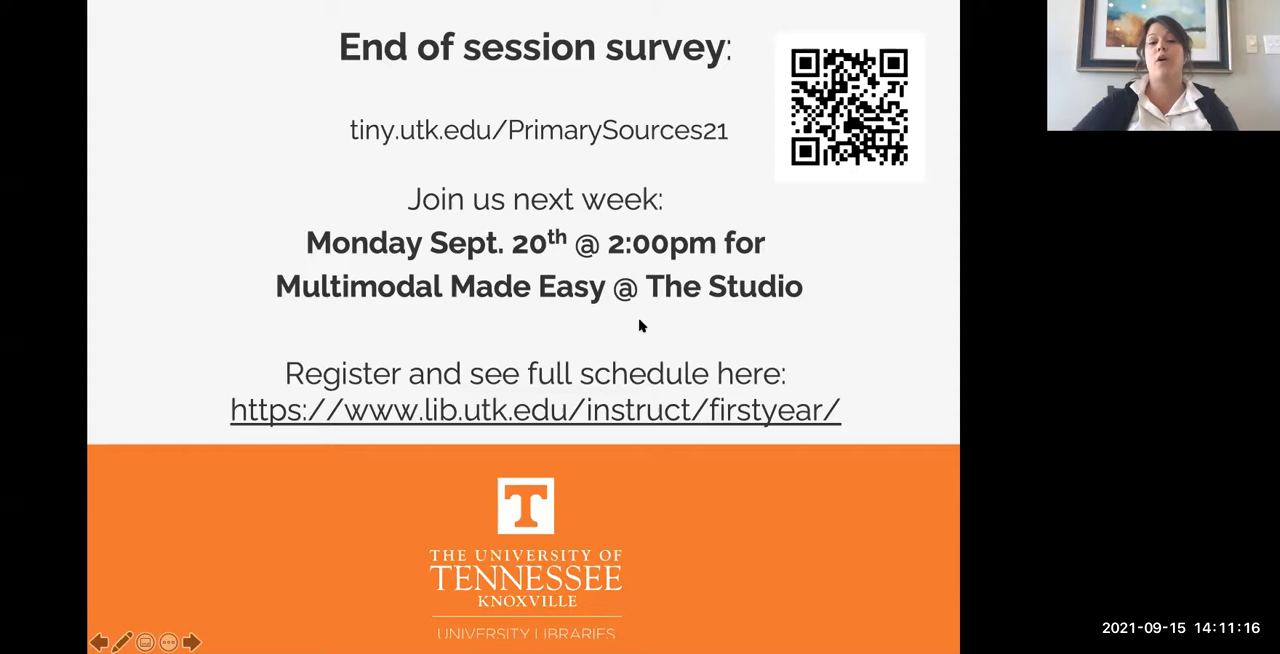 End of session survey:
tiny.utk.edu/PrimarySources21
Join us next week:
Monday Sept. 20th @ 2:00pm for
Multimodal Made Easy @ The Studio
Register and see full schedule here:
https://www.lib.utk.edu/instruct/firstyear/
T
THE UNIVERSITY OF
TENNESSEE
KNOXVILLE
UNIVERSITY LIBRARIES
2021-09-15 14:11:16